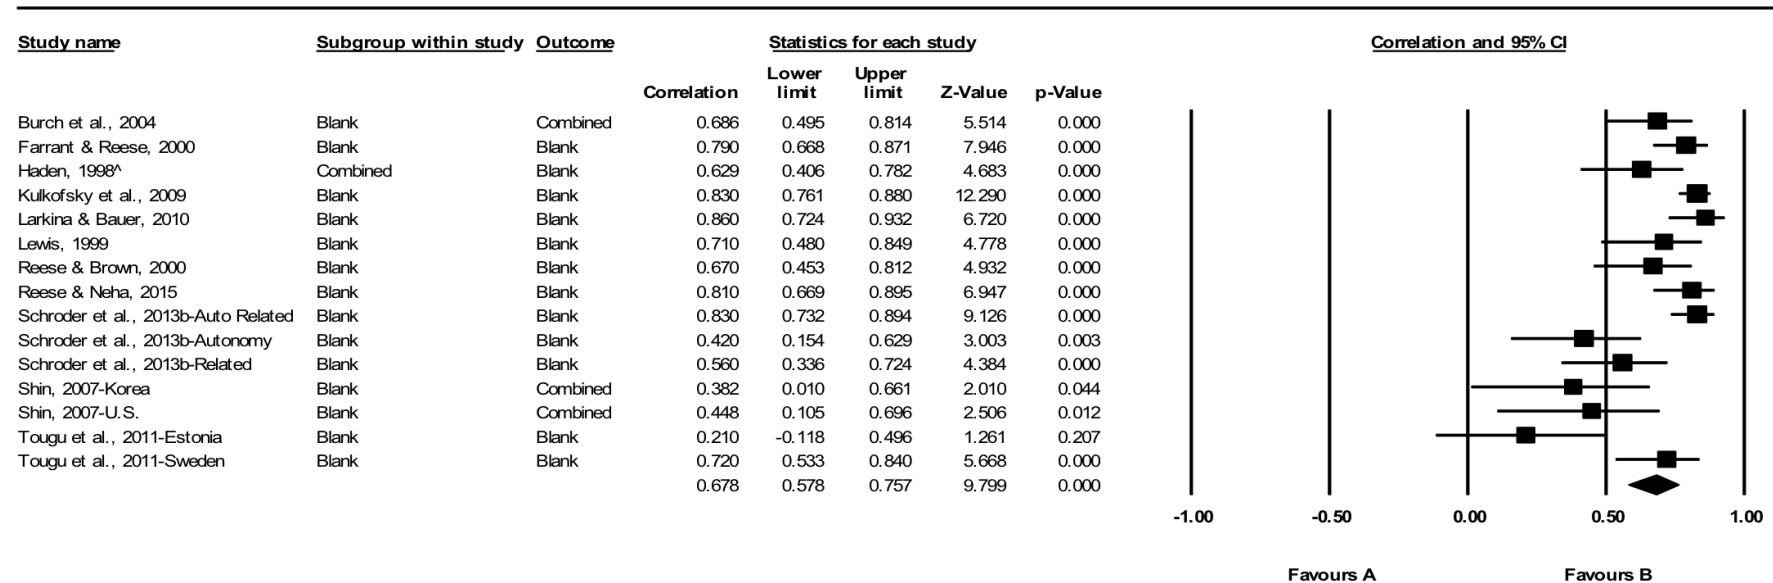 Study name Subgroup within study Outcome Statistics for each study Correlation and 95% CI
Lower Upper
Correlation limit limit Z-Value p-Value
Burch et al., 2004 Blank Combined 0.686 0.495 0.814 5.514 0.000
Farrant & Reese, 2000 Blank Blank 0.790 0.668 0.871 7.946 0.000
Haden, 1998^ Combined Blank 0.629 0.406 0.782 4.683 0.000
Kulkofsky et al., 2009 Blank Blank 0.830 0.761 0.880 12.290 0.000
Larkina & Bauer, 2010 Blank Blank 0.860 0.724 0.932 6.720 0.000
Lewis, 1999 Blank Blank 0.710 0.480 0.849 4.778 0.000
Reese & Brown, 2000 Blank Blank 0.670 0.453 0.812 4.932 0.000
Reese & Neha, 2015 Blank Blank 0.810 0.669 0.895 6.947 0.000
Schroder et al., 2013b-Auto Related Blank Blank 0.830 0.732 0.894 9.126 0.000
Schroder et al., 2013b-Autonomy Blank Blank 0.420 0.154 0.629 3.003 0.003
Schroder et al., 2013b-Related Blank Blank 0.560 0.336 0.724 4.384 0.000
Shin, 2007-Korea Blank Combined 0.382 0.010 0.661 2.010 0.044
Shin, 2007-U.S. Blank Combined 0.448 0.105 0.696 2.506 0.012
Tougu et al., 2011-Estonia Blank Blank 0.210 -0.118 0.496 1.261 0.207
Tougu et al., 2011-Sweden Blank Blank 0.720 0.533 0.840 5.668 0.000
0.678 0.578 0.757 9.799 0.000
-1.00 -0.50 0.00 0.50 1.00
Favours A Favours B